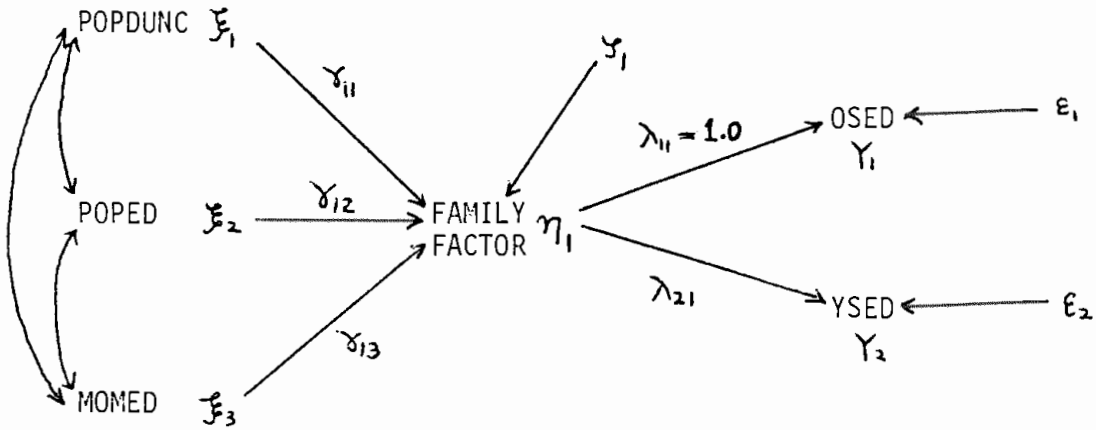 POPDUNC ξ₁
ζ₁
γ₁₁
λ₁₁ = 1.0
OSED
ε₁
Y₁
POPED ξ₂
γ₁₂
FAMILY
FACTOR η₁
λ₂₁
YSED
ε₂
Y₂
γ₁₃
MOMED ξ₃